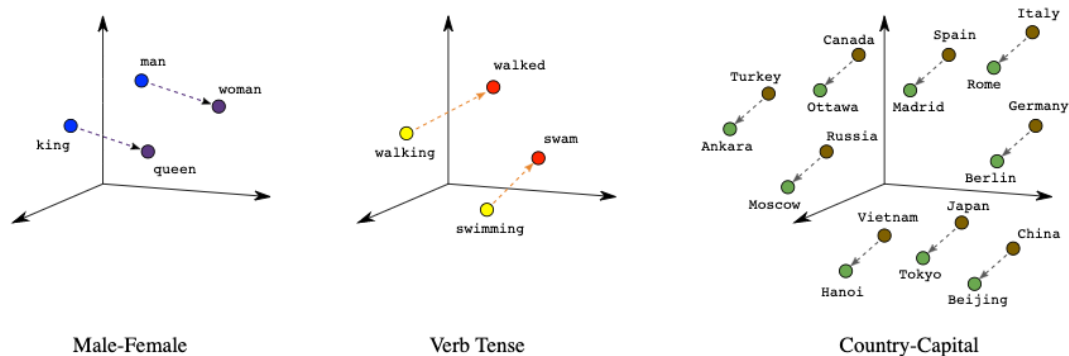 man
woman
king
queen
Male-Female
walked
walking
swam
swimming
Verb Tense
Italy
Canada
Spain
Rome
Turkey
Ottawa
Madrid
Germany
Ankara
Russia
Berlin
Moscow
Vietnam
Japan
China
Tokyo
Hanoi
Beijing
Country-Capital